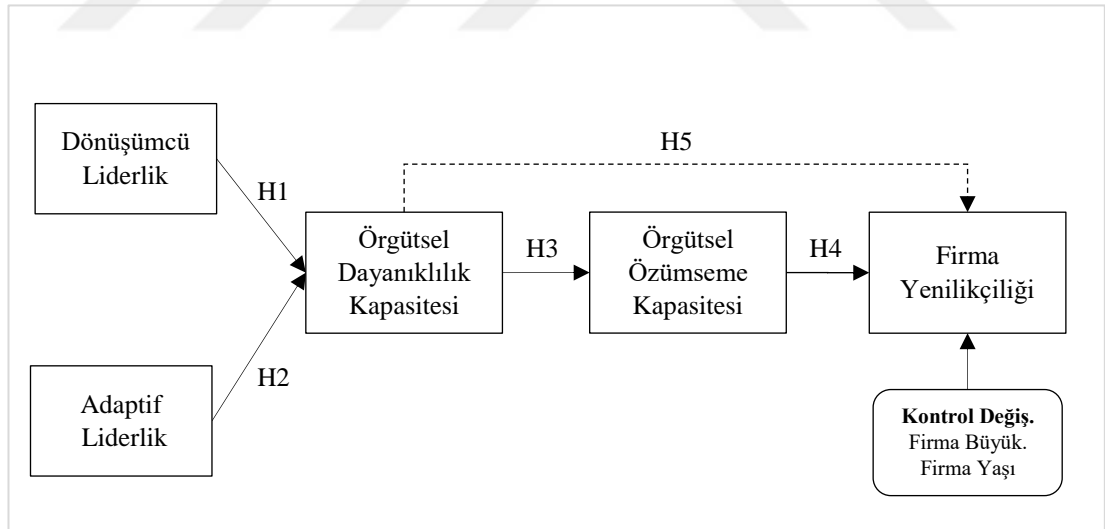 Dönüşümcü
Liderlik
H1
H5
Örgütsel
Dayanıklılık
Kapasitesi
H3
Örgütsel
Özümseme
Kapasitesi
H4
Firma
Yenilikçiliği
H2
Adaptif
Liderlik
Kontrol Değiş.
Firma Büyük.
Firma Yaşı